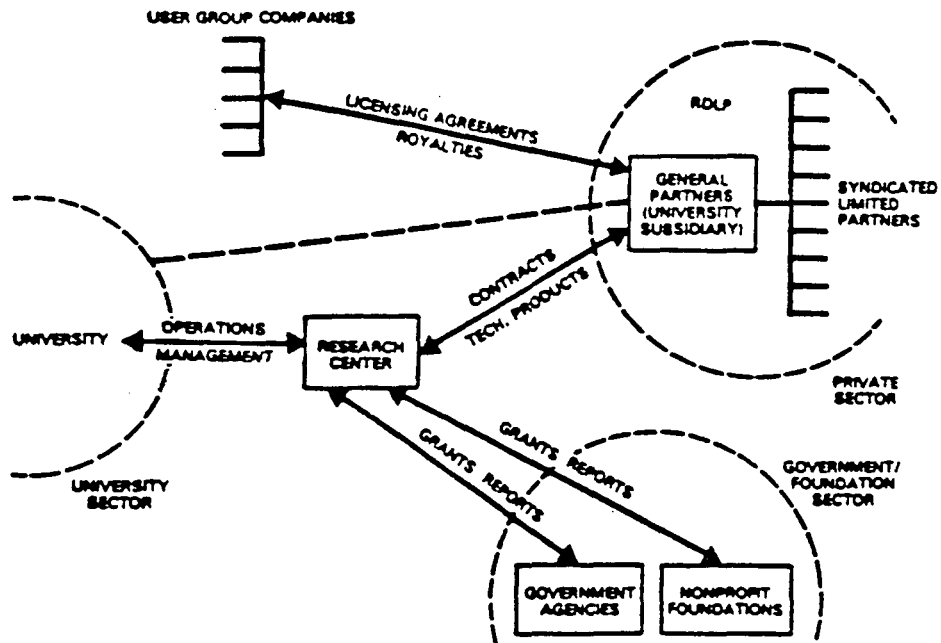 USER GROUP COMPANIES
LICENSING AGREEMENTS
ROYALTIES
RDLP
GENERAL
PARTNERS
(UNIVERSITY
SUBSIDIARY)
SYNDICATED
LIMITED
PARTNERS
CONTRACTS
TECH. PRODUCTS
UNIVERSITY
OPERATIONS
MANAGEMENT
RESEARCH
CENTER
PRIVATE
SECTOR
GRANTS REPORTS
GRANTS REPORTS
UNIVERSITY
SECTOR
GOVERNMENT/
FOUNDATION
SECTOR
GOVERNMENT
AGENCIES
NONPROFIT
FOUNDATIONS